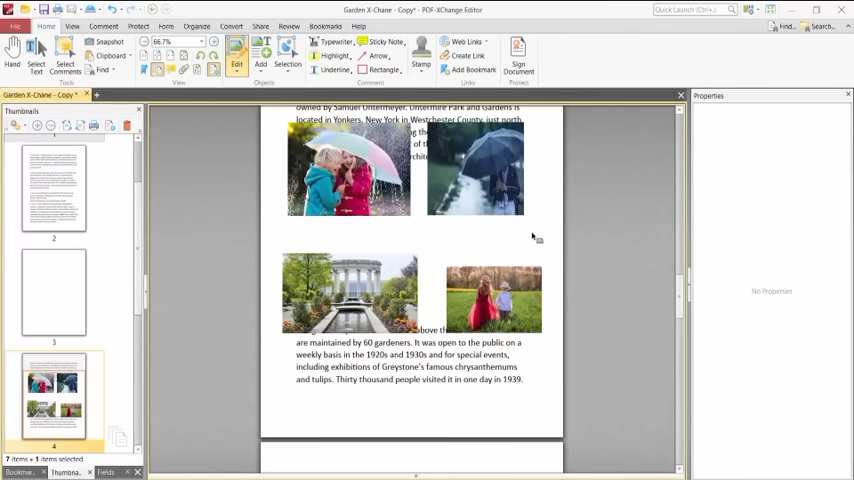 Garden X-Chane - Copy* - PDF-XChange Editor
Quick Launch (Ctrl+.)
File Home View Comment Protect Form Organize Convert Share Review Bookmarks Help
Find... Search...
Hand
Select Text
Select Comments
Snapshot
Clipboard
Find
Tools
66.7%
View
Edit
Add
Selection
Objects
Typewriter
Highlight
Underline
Sticky Note
Arrow
Rectangle
Comment
Stamp
Web Links
Create Link
Add Bookmark
Links
Sign Document
Protect
Garden X-Chane - Copy *
Thumbnails
2
3
4
7 items > 1 items selected
Bookmar...
Thumbna...
Fields
owned by Samuel Untermeyer. Untermire Park and Gardens is
located in Yonkers. New York in Westchester County, just north
are maintained by 60 gardeners. It was open to the public on a
weekly basis in the 1920s and 1930s and for special events,
including exhibitions of Greystone's famous chrysanthemums
and tulips. Thirty thousand people visited it in one day in 1939.
Properties
No Properties